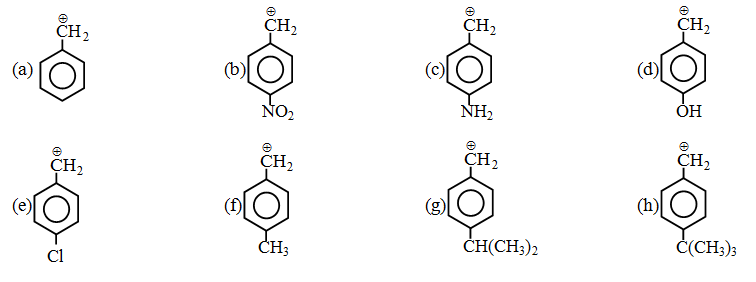 ⊕ ⊕ ⊕ ⊕
CH₂ CH₂ CH₂ CH₂
(a) (b) (c) (d)
NO₂ NH₂ OH
⊕ ⊕ ⊕ ⊕
CH₂ CH₂ CH₂ CH₂
(e) (f) (g) (h)
Cl CH₃ CH(CH₃)₂ C(CH₃)₃